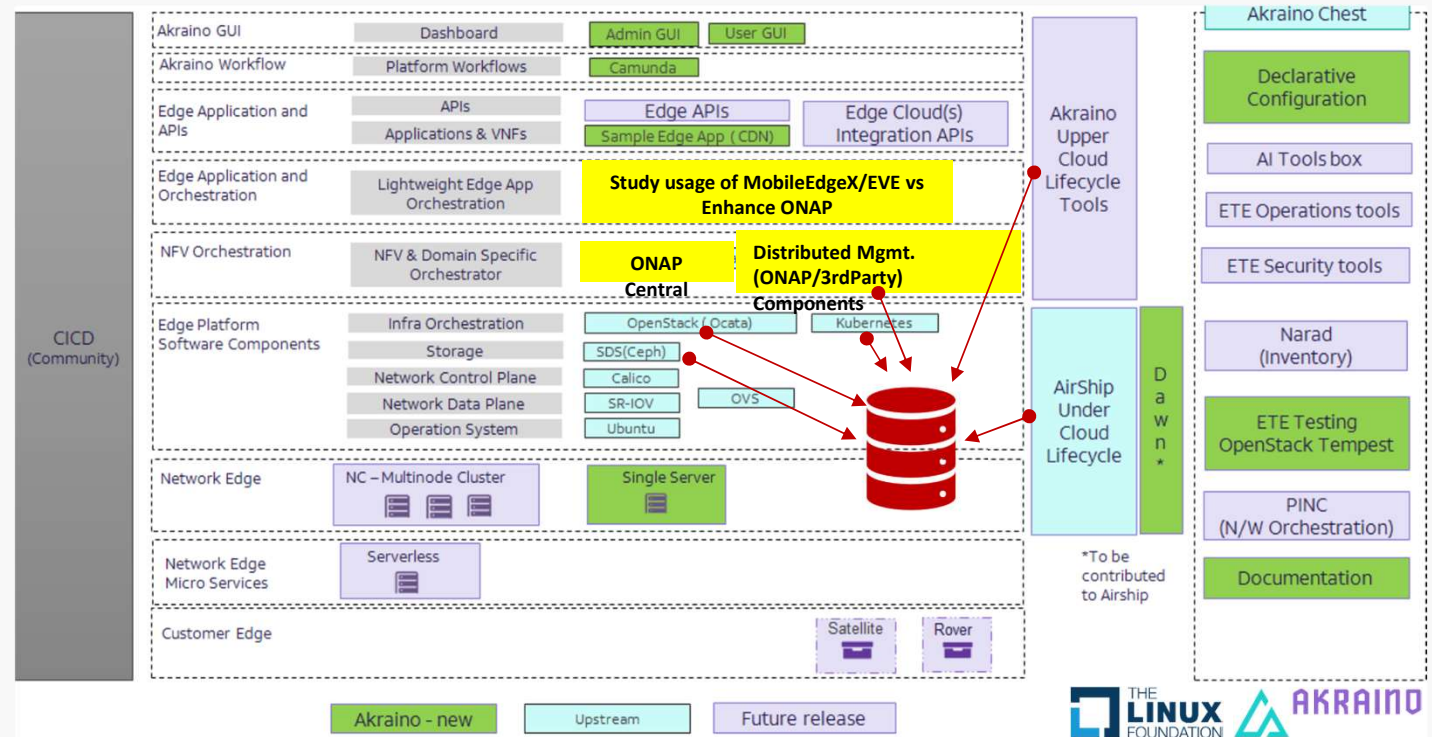 Akraino GUI
Dashboard
Admin GUI
User GUI
Akraino Workflow
Platform Workflows
Camunda
Edge Application and
APIs
APIs
Applications & VNFs
Edge APIs
Sample Edge App ( CDN)
Edge Cloud(s)
Integration APIs
Edge Application and
Orchestration
Lightweight Edge App
Orchestration
Study usage of MobileEdgeX/EVE vs
Enhance ONAP
NFV Orchestration
NFV & Domain Specific
Orchestrator
ONAP
Central
Distributed Mgmt.
(ONAP/3rdParty)
Components
Edge Platform
Software Components
Infra Orchestration
OpenStack ( Ocata)
Kubernetes
Storage
SDS(Ceph)
Network Control Plane
Calico
Network Data Plane
SR-IOV
OVS
Operation System
Ubuntu
Network Edge
NC – Multinode Cluster
Single Server
Network Edge
Micro Services
Serverless
Customer Edge
Satellite
Rover
CICD
(Community)
Akraino
Upper
Cloud
Lifecycle
Tools
AirShip
Under
Cloud
Lifecycle
D
a
w
n
*
*To be
contributed
to Airship
Akraino Chest
Declarative
Configuration
AI Tools box
ETE Operations tools
ETE Security tools
Narad
(Inventory)
ETE Testing
OpenStack Tempest
PINC
(N/W Orchestration)
Documentation
Akraino - new
Upstream
Future release
THE
LINUX
FOUNDATION
AKRAINO